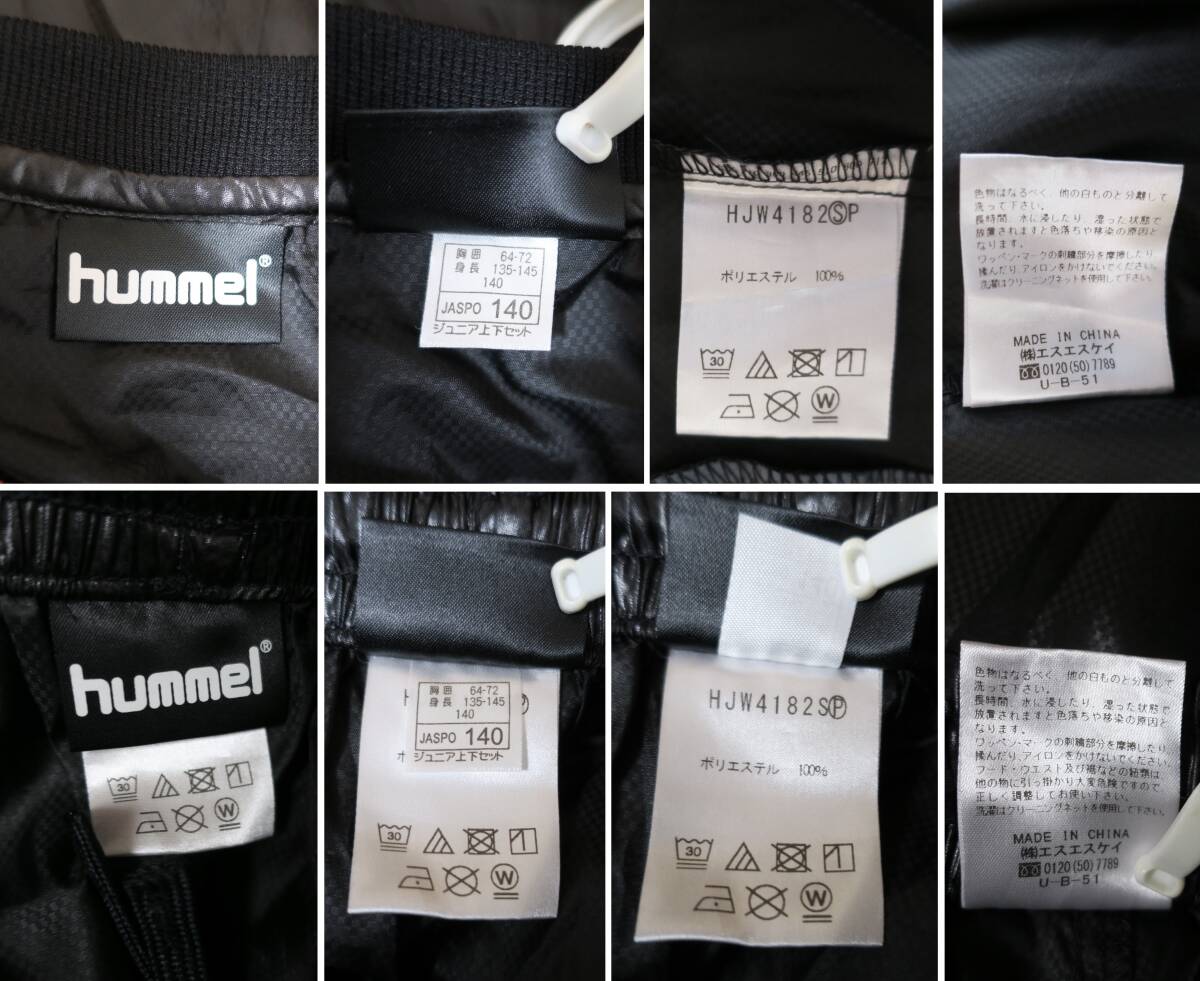 hummel®
胸囲 64-72
身長 135-145
140
JASPO 140
ジュニア上下セット
HJW4182ⓈP
ポリエステル 100%
30
W
色物はなるべく、他の白ものと分離して
洗って下さい。
長時間、水に浸したり、湿った状態で
放置されますと色落ちや移染の原因と
なります。
ワッペン・マークの刺繍部分を摩擦したり、
揉んだり、アイロンをかけないでください。
洗濯はクリーニングネットを使用して下さい。
MADE IN CHINA
㈱エスエスケイ
0120(50)7789
U-B-51
hummel®
30
W
胸囲 64-72
身長 135-145
140
JASPO 140
ジュニア上下セット
30
W
HJW4182SⓅ
ポリエステル 100%
30
W
色物はなるべく、他の白ものと分離して
洗って下さい。
長時間、水に浸したり、湿った状態で
放置されますと色落ちや移染の原因と
なります。
ワッペン・マークの刺繍部分を摩擦したり、
揉んだり、アイロンをかけないでください。
フード・ウエスト及び裾などの紐類は、
他の物に引っ掛かり大変危険ですので、
正しく調整してお使い下さい。
洗濯はクリーニングネットを使用して下さい。
MADE IN CHINA
㈱エスエスケイ
0120(50)7789
U-B-51